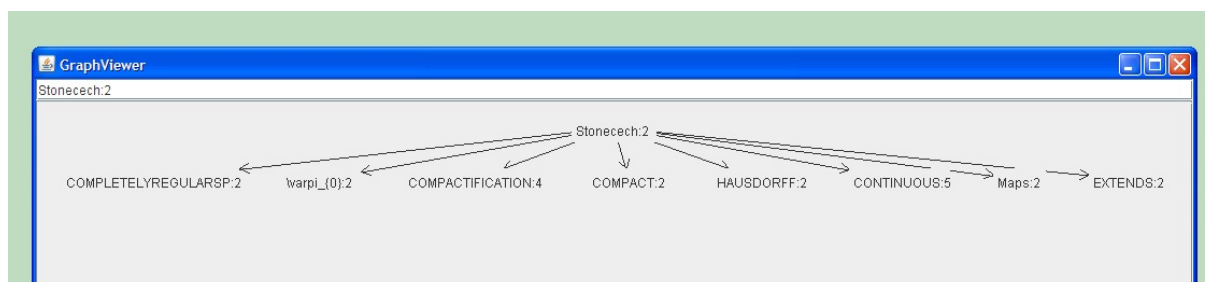 GraphViewer
Stonecech:2
Stonecech:2
COMPLETELYREGULARSP:2 \varpi_{0}:2 COMPACTIFICATION:4 COMPACT:2 HAUSDORFF:2 CONTINUOUS:5 Maps:2 EXTENDS:2